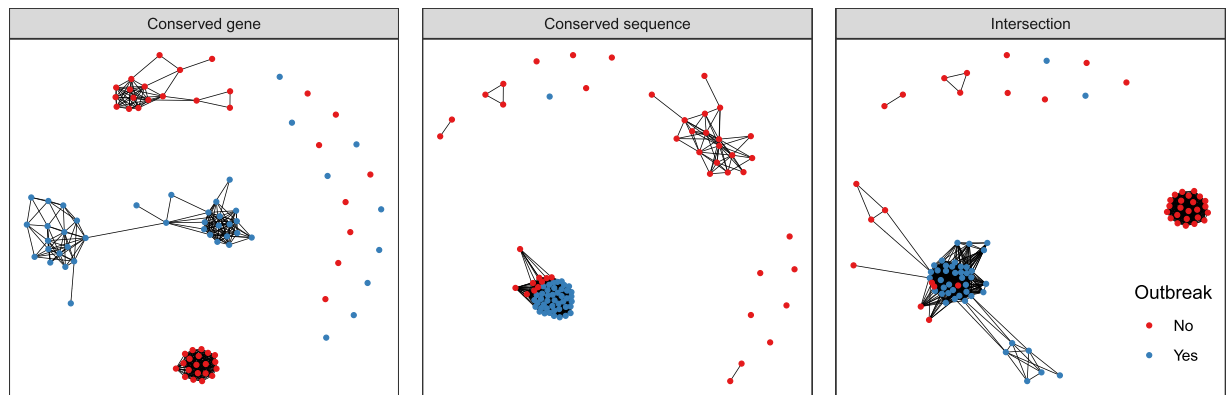 Conserved gene
Conserved sequence
Intersection
Outbreak
No
Yes